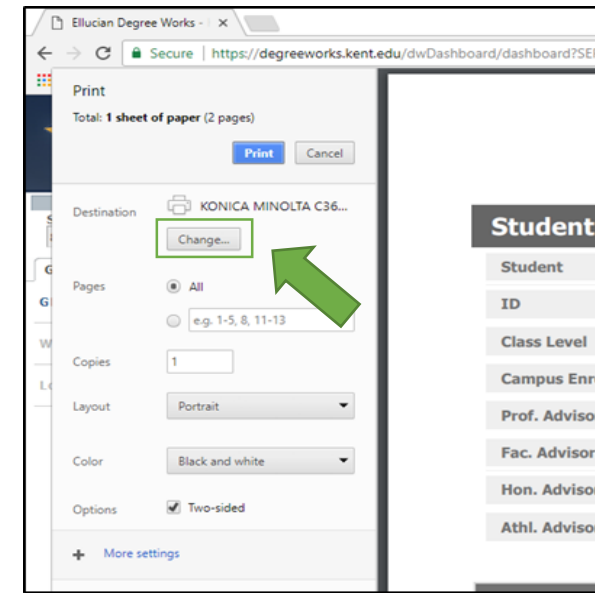 Ellucian Degree Works -
Secure | https://degreeworks.kent.edu/dwDashboard/dashboard?SE
Print
Total: 1 sheet of paper (2 pages)
Print Cancel
Destination KONICA MINOLTA C36...
Change...
Pages All
e.g. 1-5, 8, 11-13
Copies 1
Layout Portrait
Color Black and white
Options Two-sided
More settings
Student
Student
ID
Class Level
Campus Enr
Prof. Adviso
Fac. Advisor
Hon. Adviso
Athl. Adviso